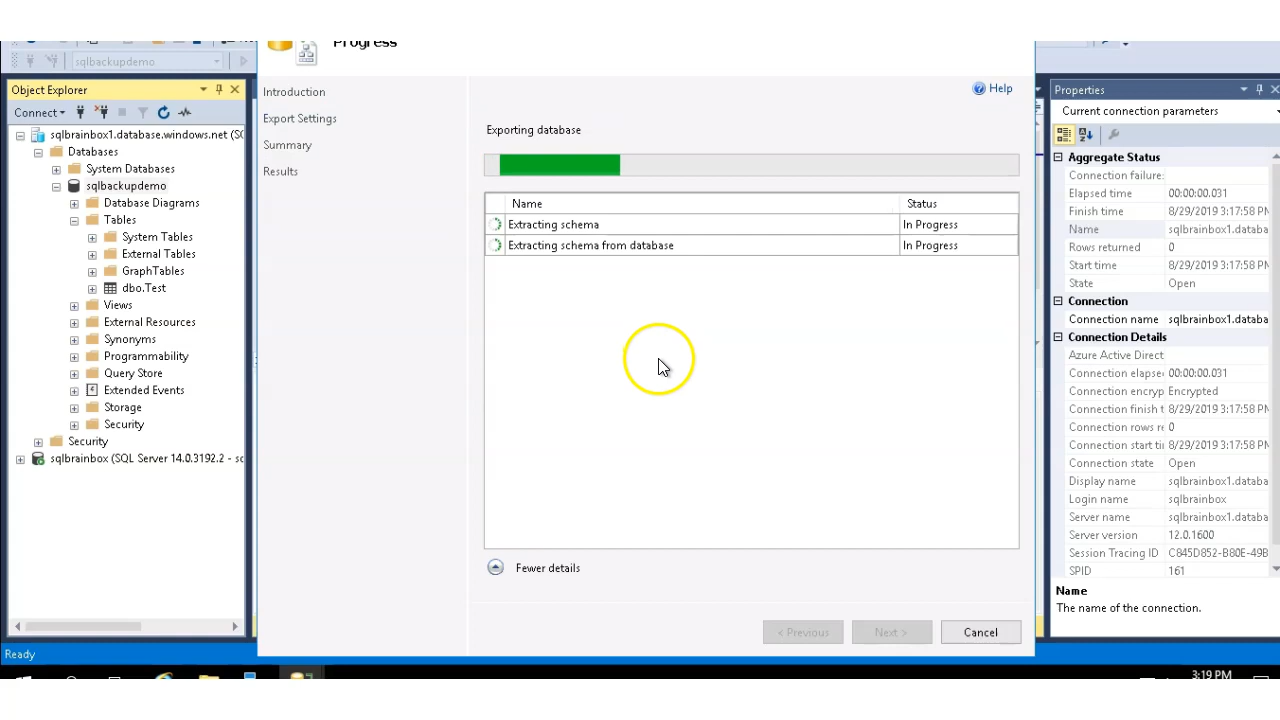 Progress
sqlbackupdemo
Object Explorer
Connect
sqlbrainbox1.database.windows.net (SC
Databases
System Databases
sqlbackupdemo
Database Diagrams
Tables
System Tables
External Tables
GraphTables
dbo.Test
Views
External Resources
Synonyms
Programmability
Query Store
Extended Events
Storage
Security
Security
sqlbrainbox (SQL Server 14.0.3192.2 - sc
Ready
Introduction
Export Settings
Summary
Results
Help
Exporting database
Name Status
Extracting schema In Progress
Extracting schema from database In Progress
Fewer details
< Previous Next > Cancel
Properties
Current connection parameters
Aggregate Status
Connection failure:
Elapsed time 00:00:00.031
Finish time 8/29/2019 3:17:58 PM
Name sqlbrainbox1.databa
Rows returned 0
Start time 8/29/2019 3:17:58 PM
State Open
Connection
Connection name sqlbrainbox1.databa
Connection Details
Azure Active Direct
Connection elapse 00:00:00.031
Connection encryp Encrypted
Connection finish t 8/29/2019 3:17:58 PM
Connection rows re 0
Connection start ti 8/29/2019 3:17:58 PM
Connection state Open
Display name sqlbrainbox1.databa
Login name sqlbrainbox
Server name sqlbrainbox1.databa
Server version 12.0.1600
Session Tracing ID C845D852-B80E-49B
SPID 161
Name
The name of the connection.
3:19 PM